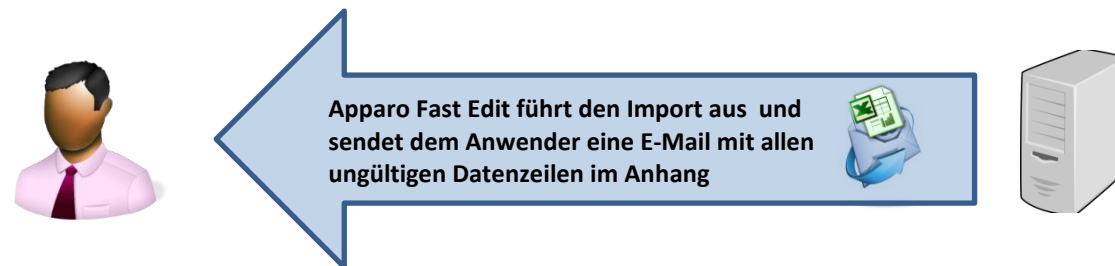 Apparo Fast Edit führt den Import aus und
sendet dem Anwender eine E-Mail mit allen
ungültigen Datenzeilen im Anhang